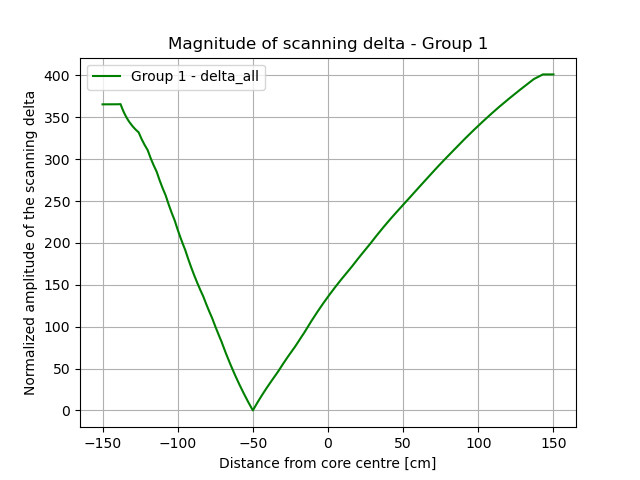 Magnitude of scanning delta - Group 1
Group 1 - delta_all
Normalized amplitude of the scanning delta
400
350
300
250
200
150
100
50
0
−150 −100 −50 0 50 100 150
Distance from core centre [cm]